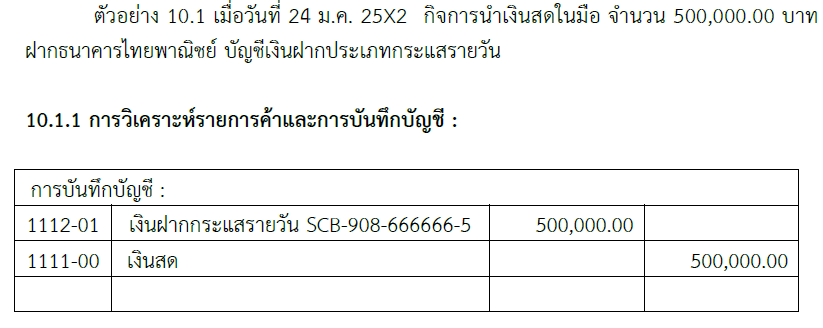 ตัวอย่าง 10.1 เมื่อวันที่ 24 ม.ค. 25X2 กิจการนำเงินสดในมือ จำนวน 500,000.00 บาท
ฝากธนาคารไทยพาณิชย์ บัญชีเงินฝากประเภทกระแสรายวัน
10.1.1 การวิเคราะห์รายการค้าและการบันทึกบัญชี :
การบันทึกบัญชี :
1112-01 เงินฝากกระแสรายวัน SCB-908-666666-5 500,000.00
1111-00 เงินสด 500,000.00